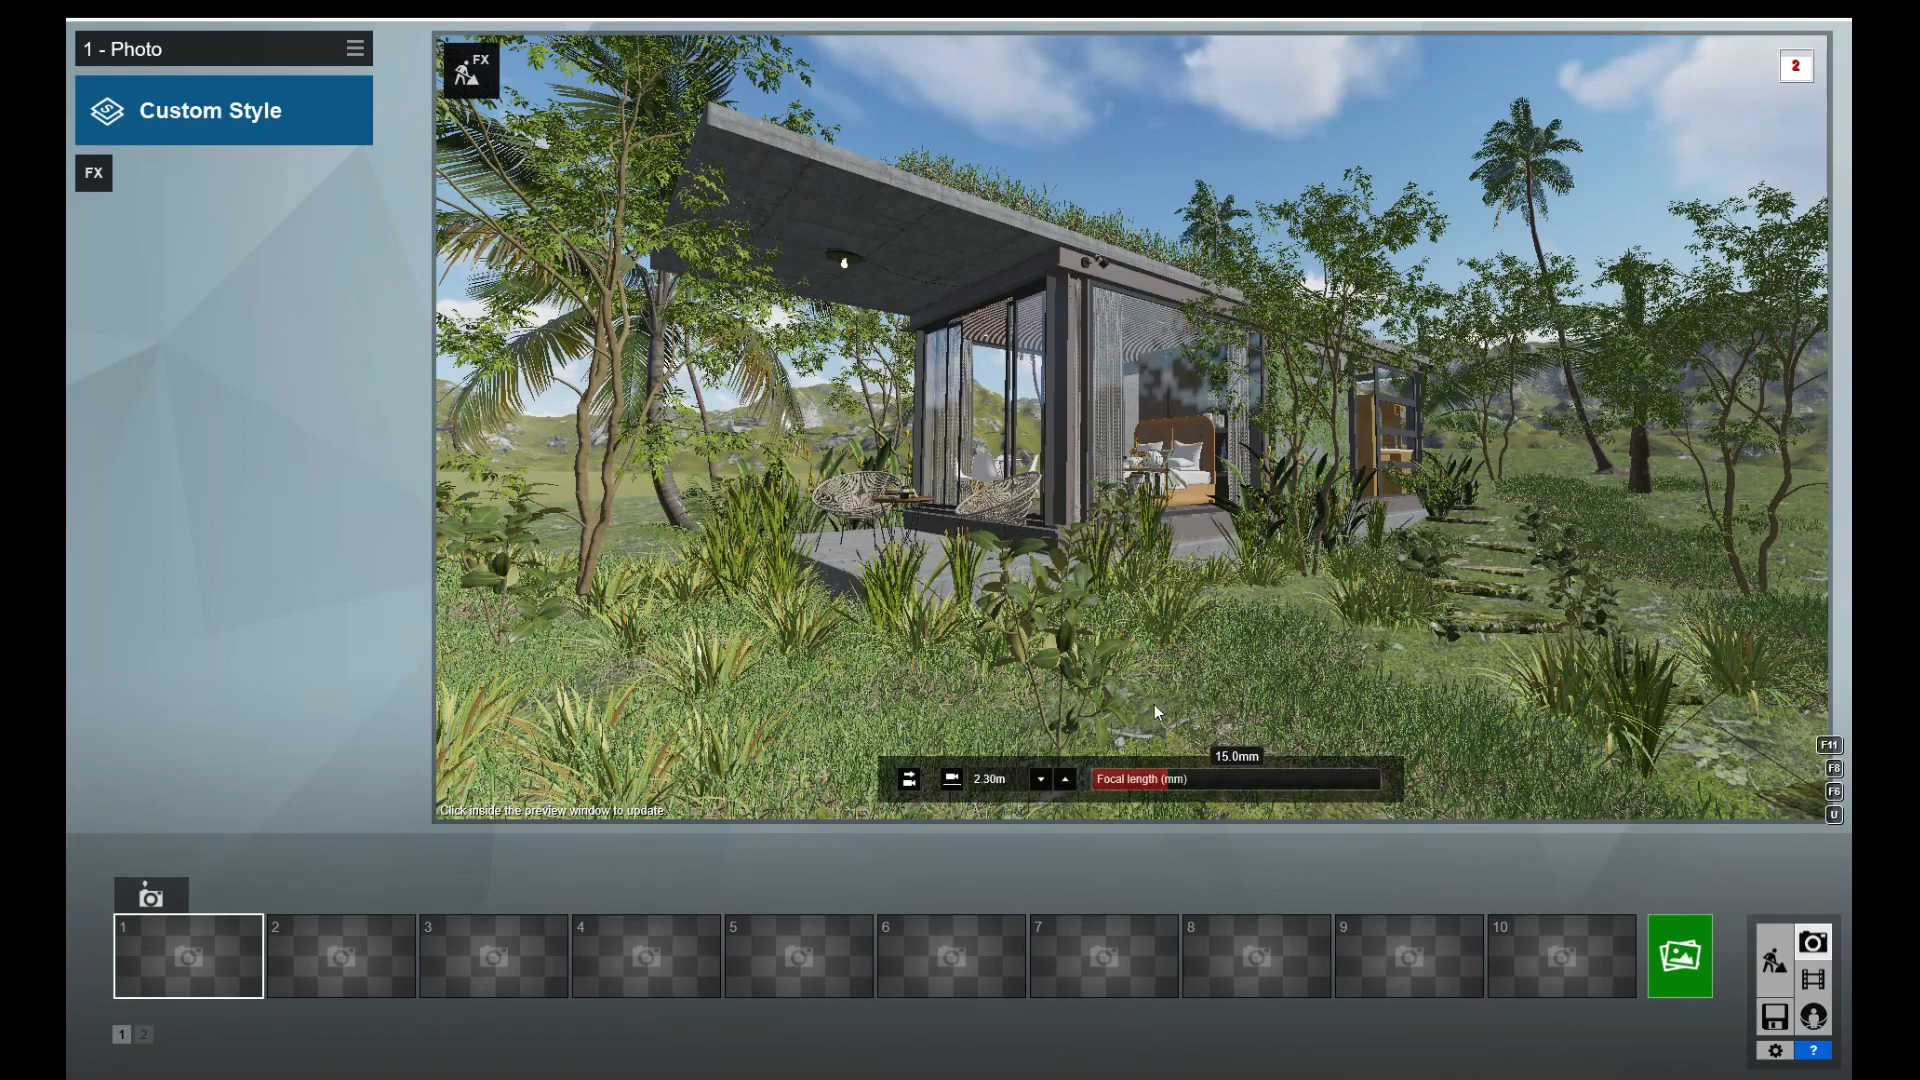 1 - Photo
Custom Style
FX
FX
2
15.0mm
2.30m
Focal length (mm)
Click inside the preview window to update
F11
F8
F6
U
1
2
3
4
5
6
7
8
9
10
1
2
?